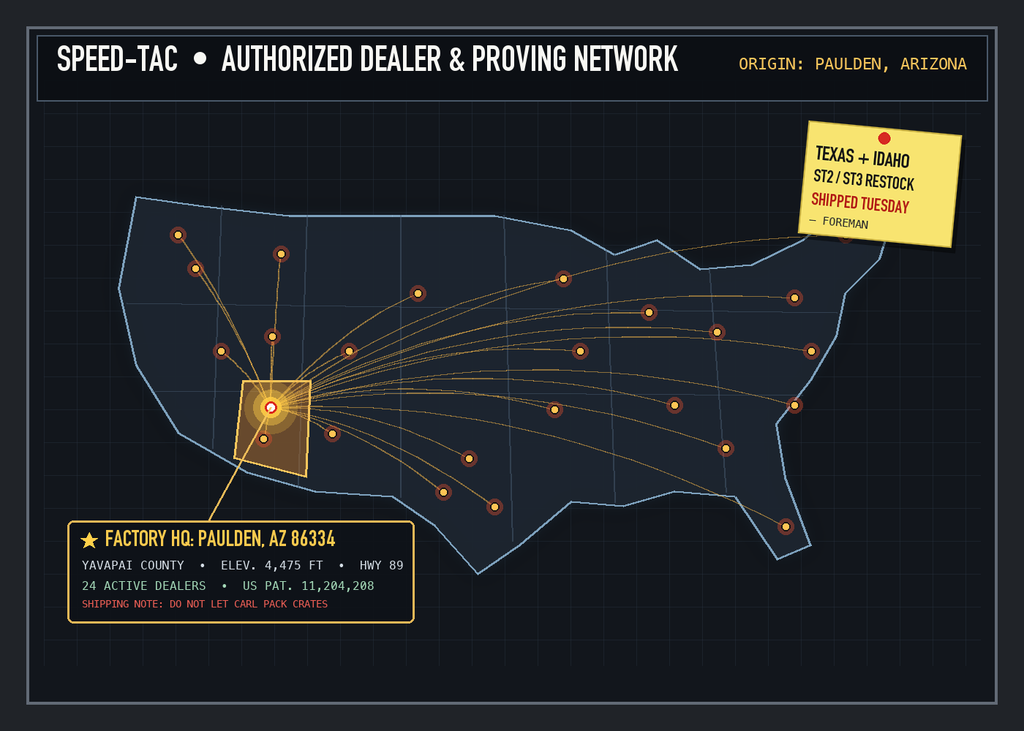 SPEED-TAC • AUTHORIZED DEALER & PROVING NETWORK
ORIGIN: PAULDEN, ARIZONA
TEXAS + IDAHO
ST2 / ST3 RESTOCK
SHIPPED TUESDAY
— FOREMAN
★ FACTORY HQ: PAULDEN, AZ 86334
YAVAPAI COUNTY • ELEV. 4,475 FT • HWY 89
24 ACTIVE DEALERS • US PAT. 11,204,208
SHIPPING NOTE: DO NOT LET CARL PACK CRATES